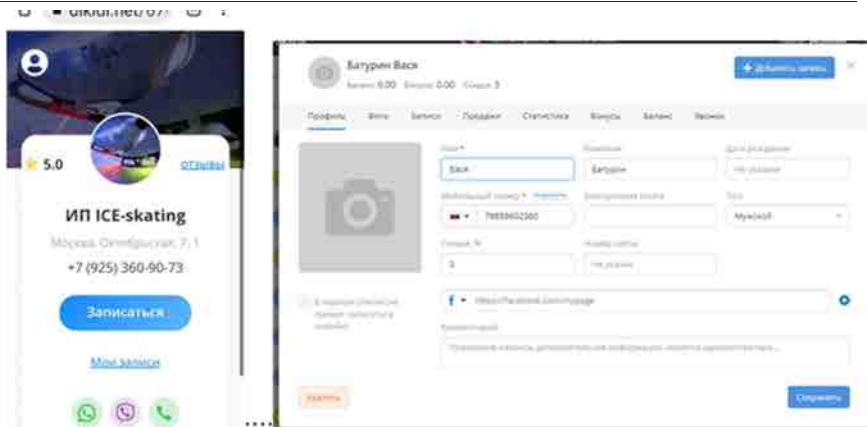 dikidi.net/67
5.0
отзывы
ИП ICE-skating
Москва, Октябрьская, 7, 1
+7 (925) 360-90-73
Записаться
Мои записи
Батурин Вася
Баланс 0.00 Бонусы 0.00 Скидка 3
+ Добавить запись
Профиль Фото Записи Продажи Статистика Бонусы Баланс Звонки
Имя * Фамилия Дата рождения
Вася Батурин Не указана
Мобильный номер * Электронная почта Пол
Мужской
Скидка, % Номер карты
3 Не указан
https://facebook.com/mypage
Комментарий
Удалить
Сохранить